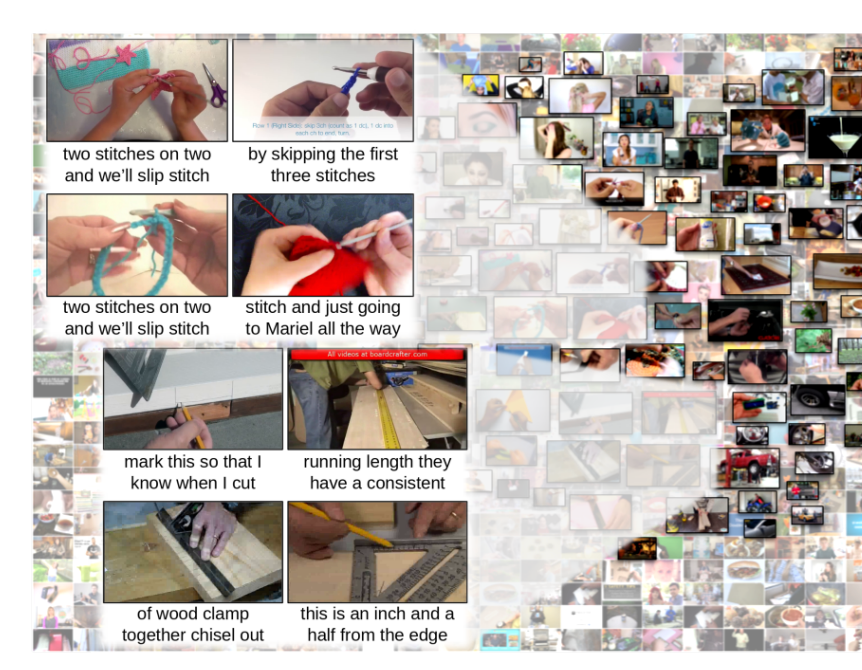 Row 1 (Right Side): skip 3ch (count as 1 dc), 1 dc into
each ch to end, turn.
two stitches on two
and we'll slip stitch
by skipping the first
three stitches
two stitches on two
and we'll slip stitch
stitch and just going
to Mariel all the way
All videos at boardcrafter.com
mark this so that I
know when I cut
running length they
have a consistent
of wood clamp
together chisel out
this is an inch and a
half from the edge